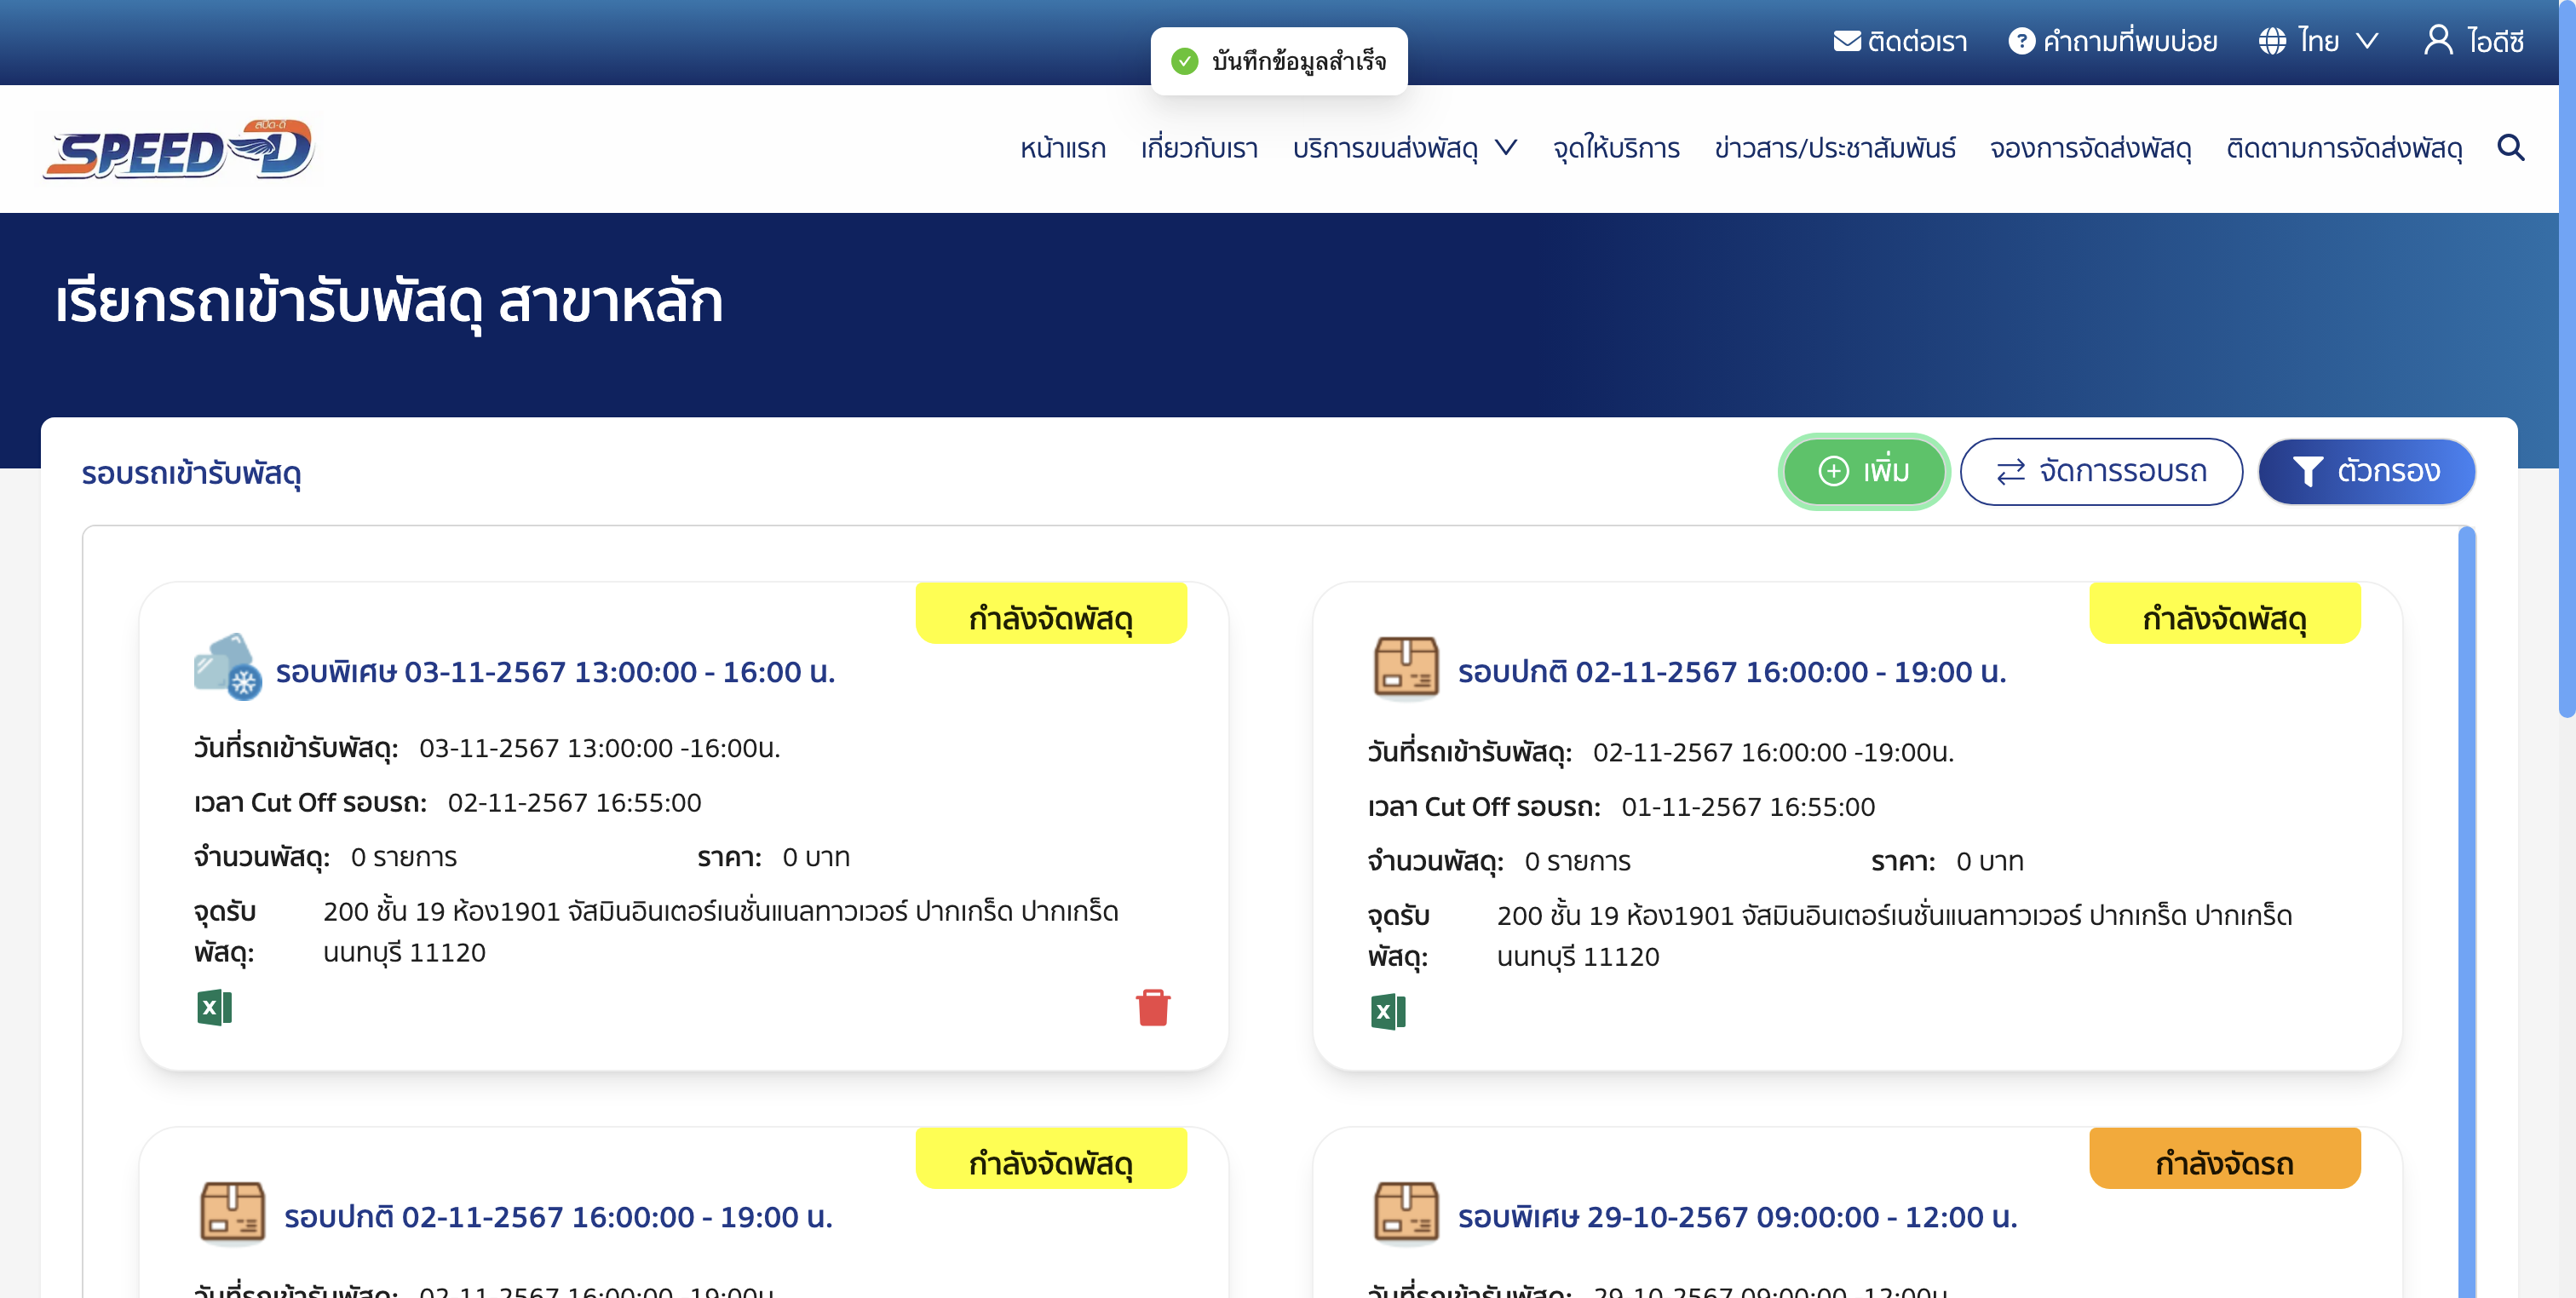 ติดต่อเรา คำถามที่พบบ่อย ไทย ไอดีซี
บันทึกข้อมูลสำเร็จ
สปีด-ดี
SPEED-D
หน้าแรก เกี่ยวกับเรา บริการขนส่งพัสดุ จุดให้บริการ ข่าวสาร/ประชาสัมพันธ์ จองการจัดส่งพัสดุ ติดตามการจัดส่งพัสดุ
เรียกรถเข้ารับพัสดุ สาขาหลัก
รอบรถเข้ารับพัสดุ
เพิ่ม จัดการรอบรถ ตัวกรอง
กำลังจัดพัสดุ
รอบพิเศษ 03-11-2567 13:00:00 - 16:00 น.
วันที่รถเข้ารับพัสดุ: 03-11-2567 13:00:00 -16:00น.
เวลา Cut Off รอบรถ: 02-11-2567 16:55:00
จำนวนพัสดุ: 0 รายการ ราคา: 0 บาท
จุดรับ 200 ชั้น 19 ห้อง1901 จัสมินอินเตอร์เนชั่นแนลทาวเวอร์ ปากเกร็ด ปากเกร็ด
พัสดุ: นนทบุรี 11120
กำลังจัดพัสดุ
รอบปกติ 02-11-2567 16:00:00 - 19:00 น.
วันที่รถเข้ารับพัสดุ: 02-11-2567 16:00:00 -19:00น.
เวลา Cut Off รอบรถ: 01-11-2567 16:55:00
จำนวนพัสดุ: 0 รายการ ราคา: 0 บาท
จุดรับ 200 ชั้น 19 ห้อง1901 จัสมินอินเตอร์เนชั่นแนลทาวเวอร์ ปากเกร็ด ปากเกร็ด
พัสดุ: นนทบุรี 11120
กำลังจัดพัสดุ
รอบปกติ 02-11-2567 16:00:00 - 19:00 น.
วันที่รถเข้ารับพัสดุ: 02-11-2567 16:00:00 -19:00น.
กำลังจัดรถ
รอบพิเศษ 29-10-2567 09:00:00 - 12:00 น.
วันที่รถเข้ารับพัสดุ: 29-10-2567 09:00:00 -12:00น.